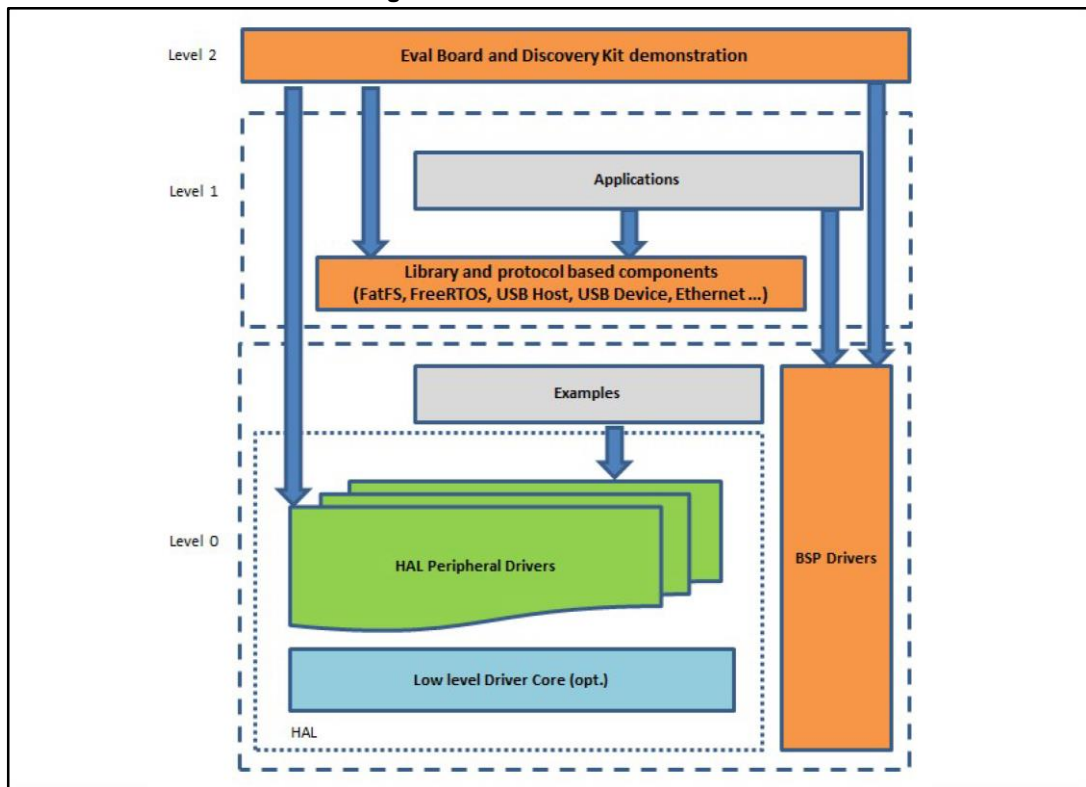 Level 2
Eval Board and Discovery Kit demonstration
Level 1
Applications
Library and protocol based components
(FatFS, FreeRTOS, USB Host, USB Device, Ethernet ...)
Examples
Level 0
HAL Peripheral Drivers
BSP Drivers
Low level Driver Core (opt.)
HAL